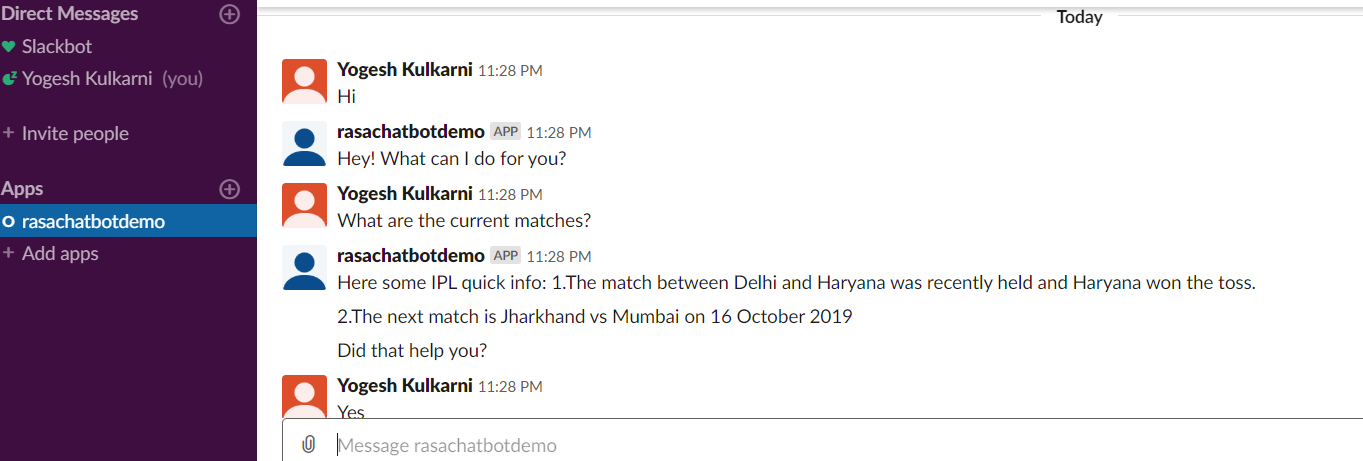 Direct Messages
Slackbot
Yogesh Kulkarni (you)
+ Invite people
Apps
rasachatbotdemo
+ Add apps
Today
Yogesh Kulkarni 11:28 PM
Hi
rasachatbotdemo APP 11:28 PM
Hey! What can I do for you?
Yogesh Kulkarni 11:28 PM
What are the current matches?
rasachatbotdemo APP 11:28 PM
Here some IPL quick info: 1.The match between Delhi and Haryana was recently held and Haryana won the toss.
2.The next match is Jharkhand vs Mumbai on 16 October 2019
Did that help you?
Yogesh Kulkarni 11:28 PM
Yes
Message rasachatbotdemo